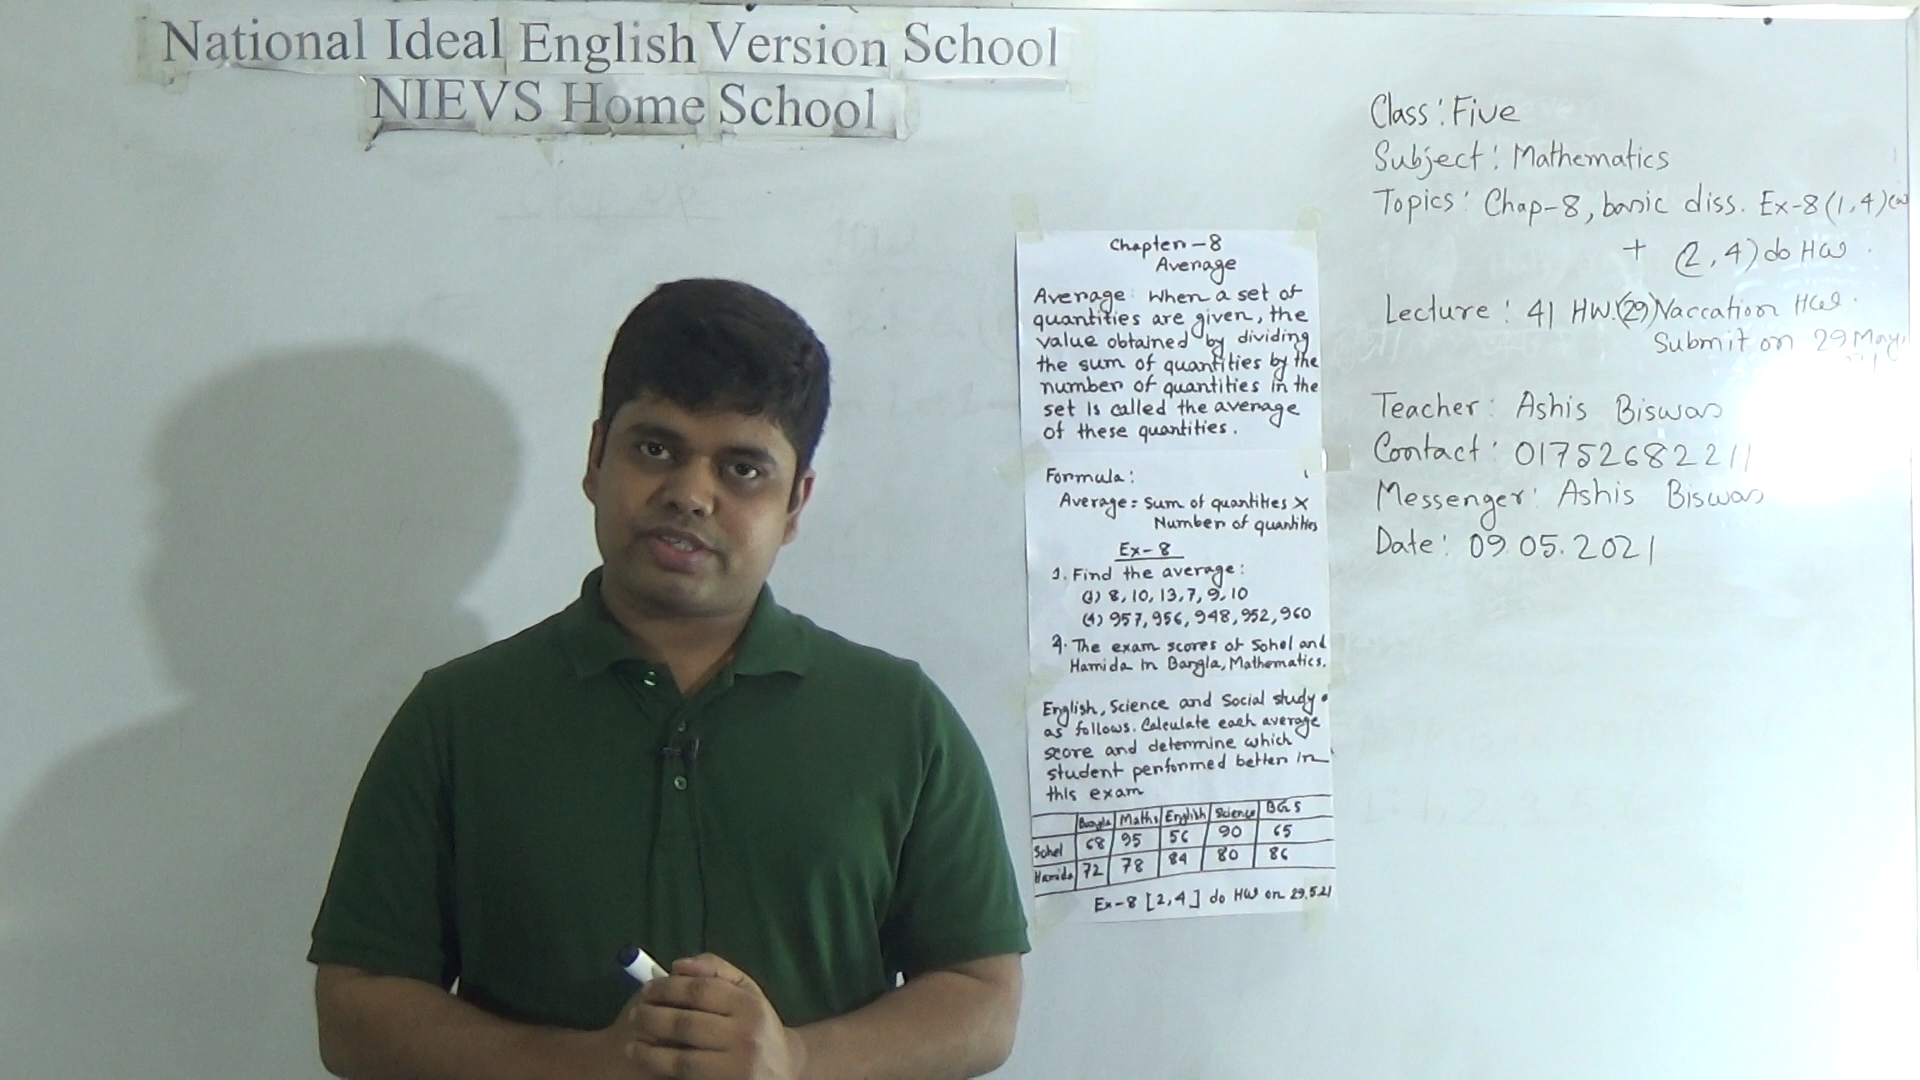 National Ideal English Version School
NIEVS Home School
Class: Five
Subject: Mathematics
Topics: Chap-8, basic diss. Ex-8 (1,4) cw
+ (2,4) do HW.
Lecture: 41 HW.(29) Vaccation HW.
Submit on 29 May,
Teacher: Ashis Biswas
Contact: 01752682211
Messenger: Ashis Biswas
Date: 09.05.2021
Chapter-8
Average
Average: When a set of
quantities are given, the
value obtained by dividing
the sum of quantities by the
number of quantities in the
set is called the average
of these quantities.
Formula:
Average = Sum of quantities ×
Number of quantities
Ex-8
1. Find the average:
(1) 8, 10, 13, 7, 9, 10
(4) 957, 956, 948, 952, 960
4. The exam scores of Sohel and
Hamida in Bangla, Mathematics,
English, Science and Social study
as follows. Calculate each average
score and determine which
student performed better in
this exam
Bangla Maths English Science BGS
Sohel 68 95 56 90 65
Hamida 72 78 84 80 86
Ex-8 [2,4] do HW on 29.5.21